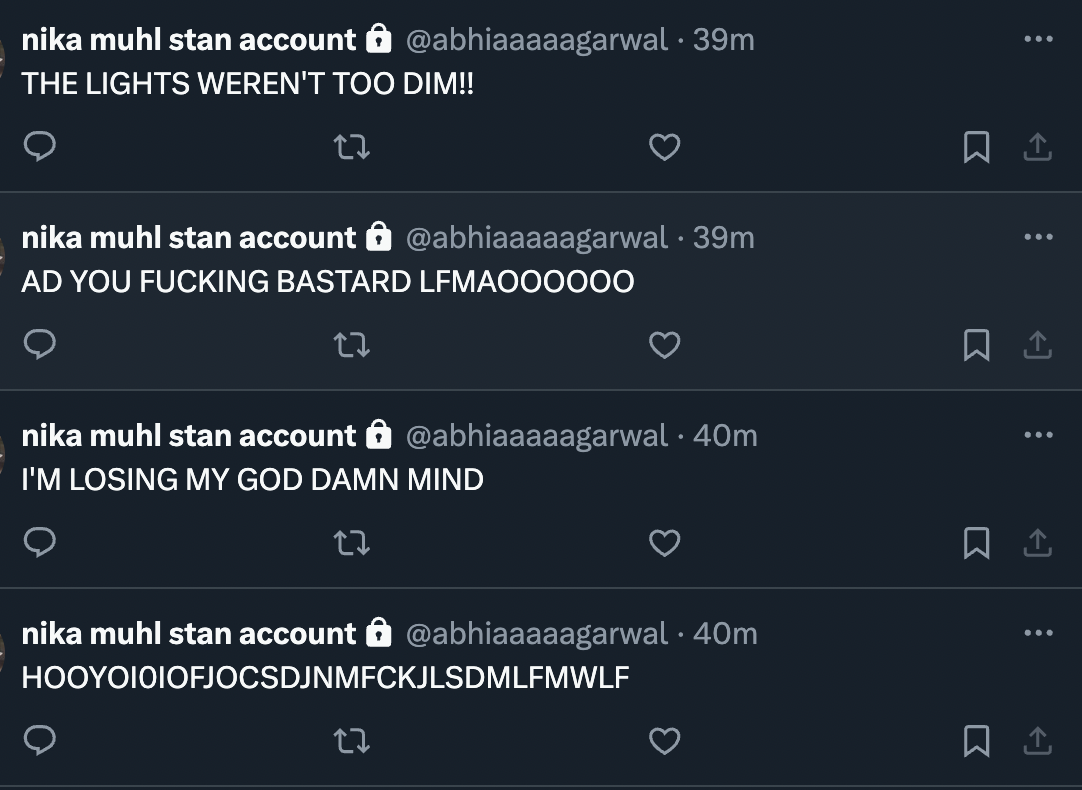 nika muhl stan account @abhiaaaaagarwal · 39m
THE LIGHTS WEREN'T TOO DIM!!
nika muhl stan account @abhiaaaaagarwal · 39m
AD YOU FUCKING BASTARD LFMAOOOOOO
nika muhl stan account @abhiaaaaagarwal · 40m
I'M LOSING MY GOD DAMN MIND
nika muhl stan account @abhiaaaaagarwal · 40m
HOOYOI0IOFJOCSDJNMFCKJLSDMLFMWLF